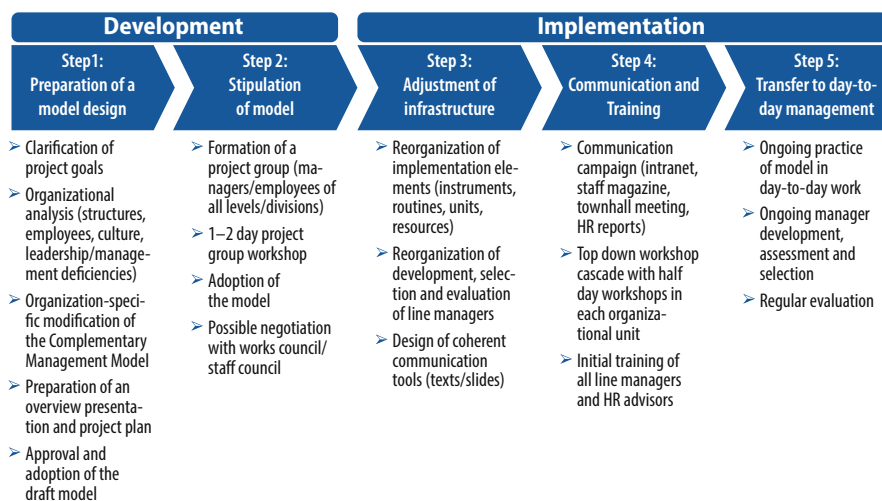 Development
Implementation
Step1:
Preparation of a
model design
Step 2:
Stipulation
of model
Step 3:
Adjustment of
infrastructure
Step 4:
Communication and
Training
Step 5:
Transfer to day-to-
day management
➢ Clarification of
project goals
➢ Organizational
analysis (structures,
employees, culture,
leadership/manage-
ment deficiencies)
➢ Organization-speci-
fic modification of
the Complementary
Management Model
➢ Preparation of an
overview presenta-
tion and project plan
➢ Approval and
adoption of the
draft model
➢ Formation of a
project group (ma-
nagers/employees of
all levels/divisions)
➢ 1–2 day project
group workshop
➢ Adoption of
the model
➢ Possible negotiation
with works council/
staff council
➢ Reorganization of
implementation ele-
ments (instruments,
routines, units,
resources)
➢ Reorganization of
development, selec-
tion and evaluation
of line managers
➢ Design of coherent
communication
tools (texts/slides)
➢ Communication
campaign (intranet,
staff magazine,
townhall meeting,
HR reports)
➢ Top down workshop
cascade with half
day workshops in
each organiza-
tional unit
➢ Initial training of
all line managers
and HR advisors
➢ Ongoing practice
of model in
day-to-day work
➢ Ongoing manager
development,
assessment and
selection
➢ Regular evaluation